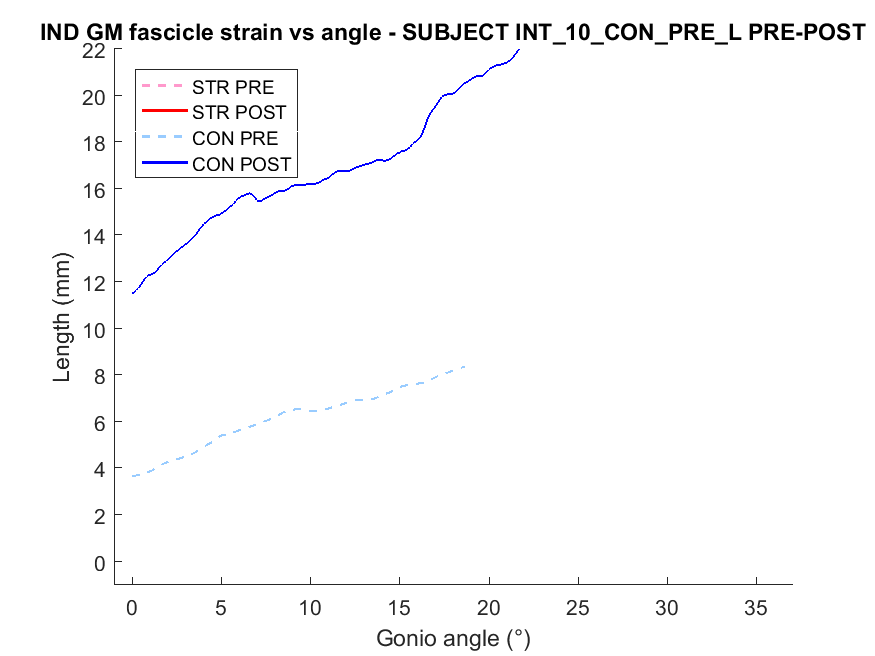 IND GM fascicle strain vs angle - SUBJECT INT_10_CON_PRE_L PRE-POST
22
20
18
16
14
12
10
8
6
4
2
0
Length (mm)
STR PRE
STR POST
CON PRE
CON POST
0 5 10 15 20 25 30 35
Gonio angle (°)